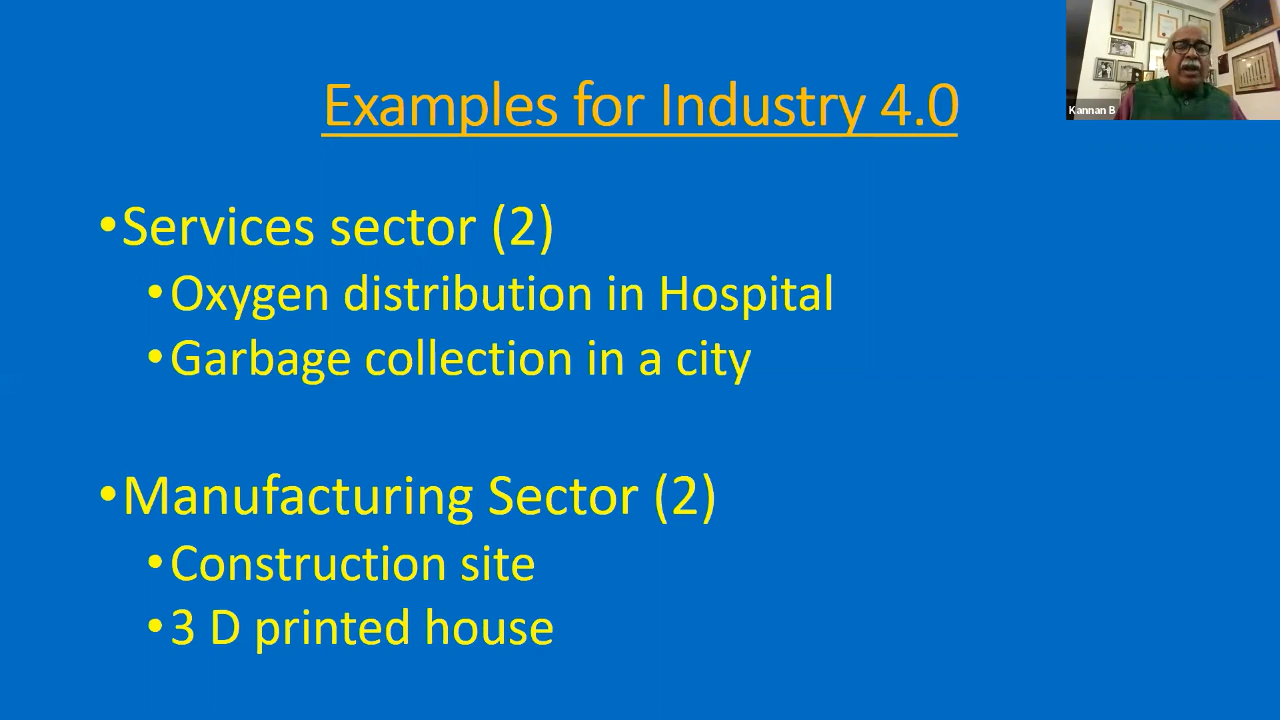 Examples for Industry 4.0
Kannan B
•Services sector (2)
•Oxygen distribution in Hospital
•Garbage collection in a city
•Manufacturing Sector (2)
•Construction site
•3 D printed house